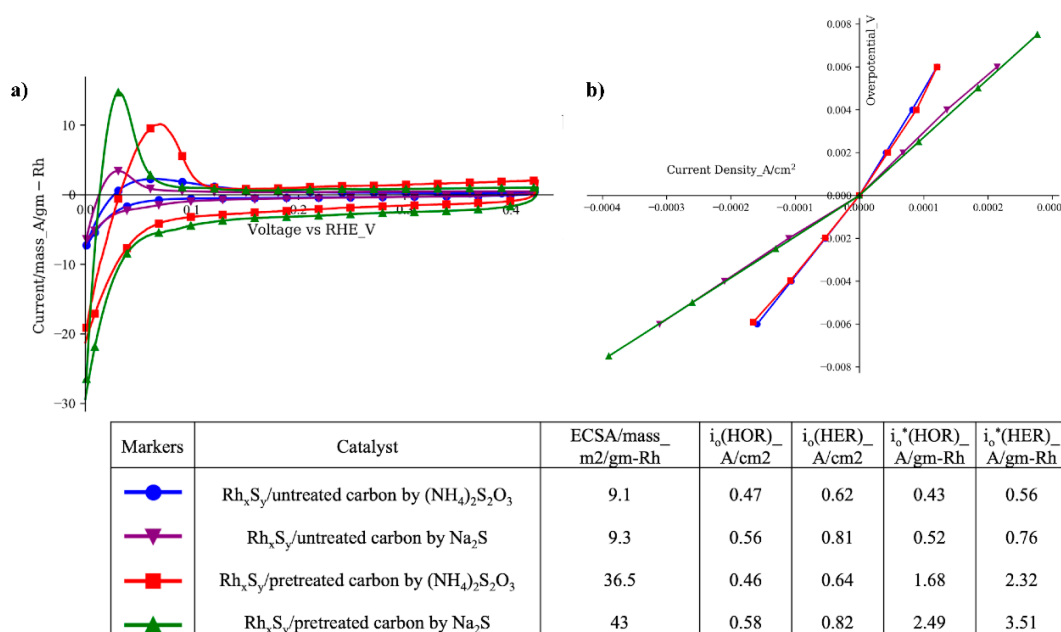 a)
10
0
−10
−20
−30
0.0
0.1
0.2
0.4
Current/mass_A/gm − Rh
Voltage vs RHE_V
b)
0.008
0.006
0.004
0.002
0.000
−0.002
−0.004
−0.006
−0.008
Overpotential_V
Current Density_A/cm²
−0.0004
−0.0003
−0.0002
−0.0001
0.0000
0.0001
0.0002
Markers Catalyst ECSA/mass_ m2/gm-Rh iₒ(HOR)_ A/cm2 iₒ(HER)_ A/cm2 iₒ*(HOR)_ A/gm-Rh iₒ*(HER)_ A/gm-Rh
RhₓSᵧ/untreated carbon by (NH₄)₂S₂O₃ 9.1 0.47 0.62 0.43 0.56
RhₓSᵧ/untreated carbon by Na₂S 9.3 0.56 0.81 0.52 0.76
RhₓSᵧ/pretreated carbon by (NH₄)₂S₂O₃ 36.5 0.46 0.64 1.68 2.32
RhₓSᵧ/pretreated carbon by Na₂S 43 0.58 0.82 2.49 3.51